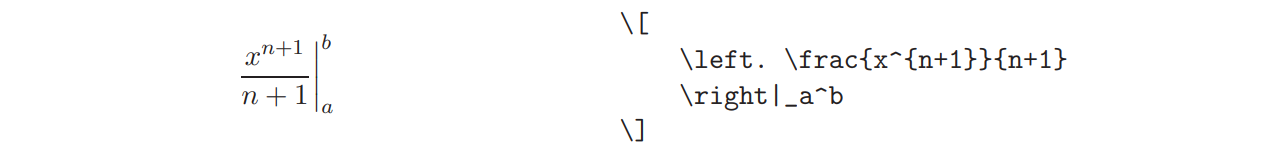 \[
x^{n+1} / n + 1 |_a^b
\left. \frac{x^{n+1}}{n+1}
\right|_a^b
\]